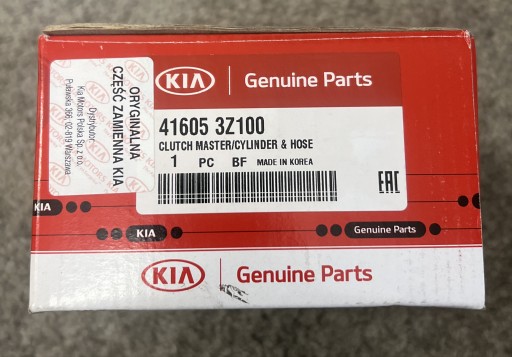 KIA Genuine Parts
41605 3Z100
CLUTCH MASTER/CYLINDER & HOSE
1 PC BF MADE IN KOREA
EAC
ORYGINALNA
CZĘŚĆ ZAMIENNA KIA
Dystrybutor:
Kia Motors Polska Sp. z o.o.
Puławska 366, 02-819 Warszawa
KIA
KIA
Genuine Parts
KIA Genuine Parts